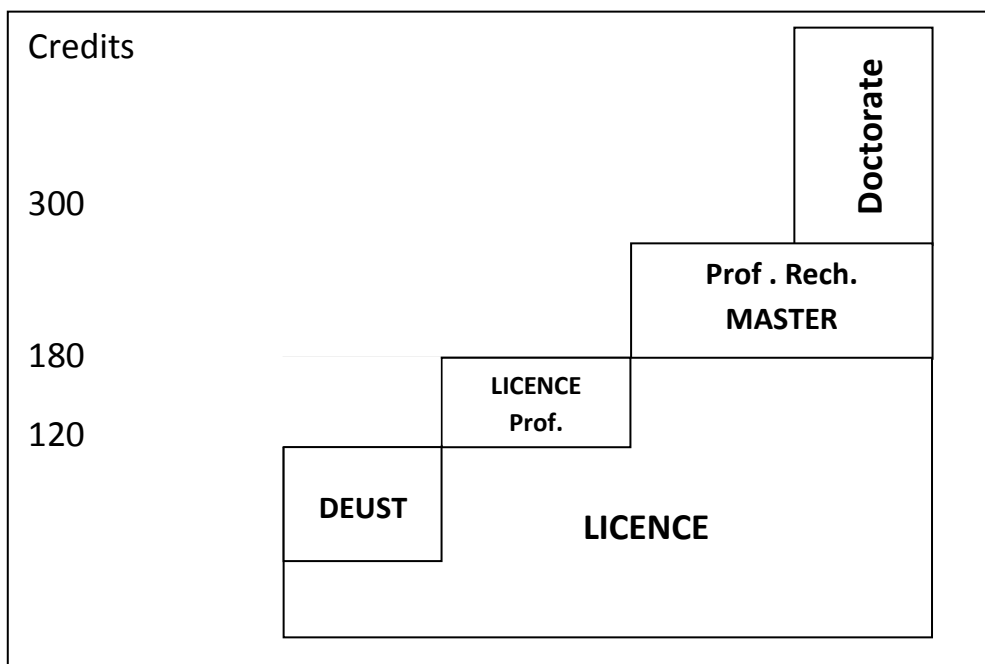 Credits
Doctorate
300
Prof . Rech.
MASTER
180
LICENCE
Prof.
120
DEUST
LICENCE